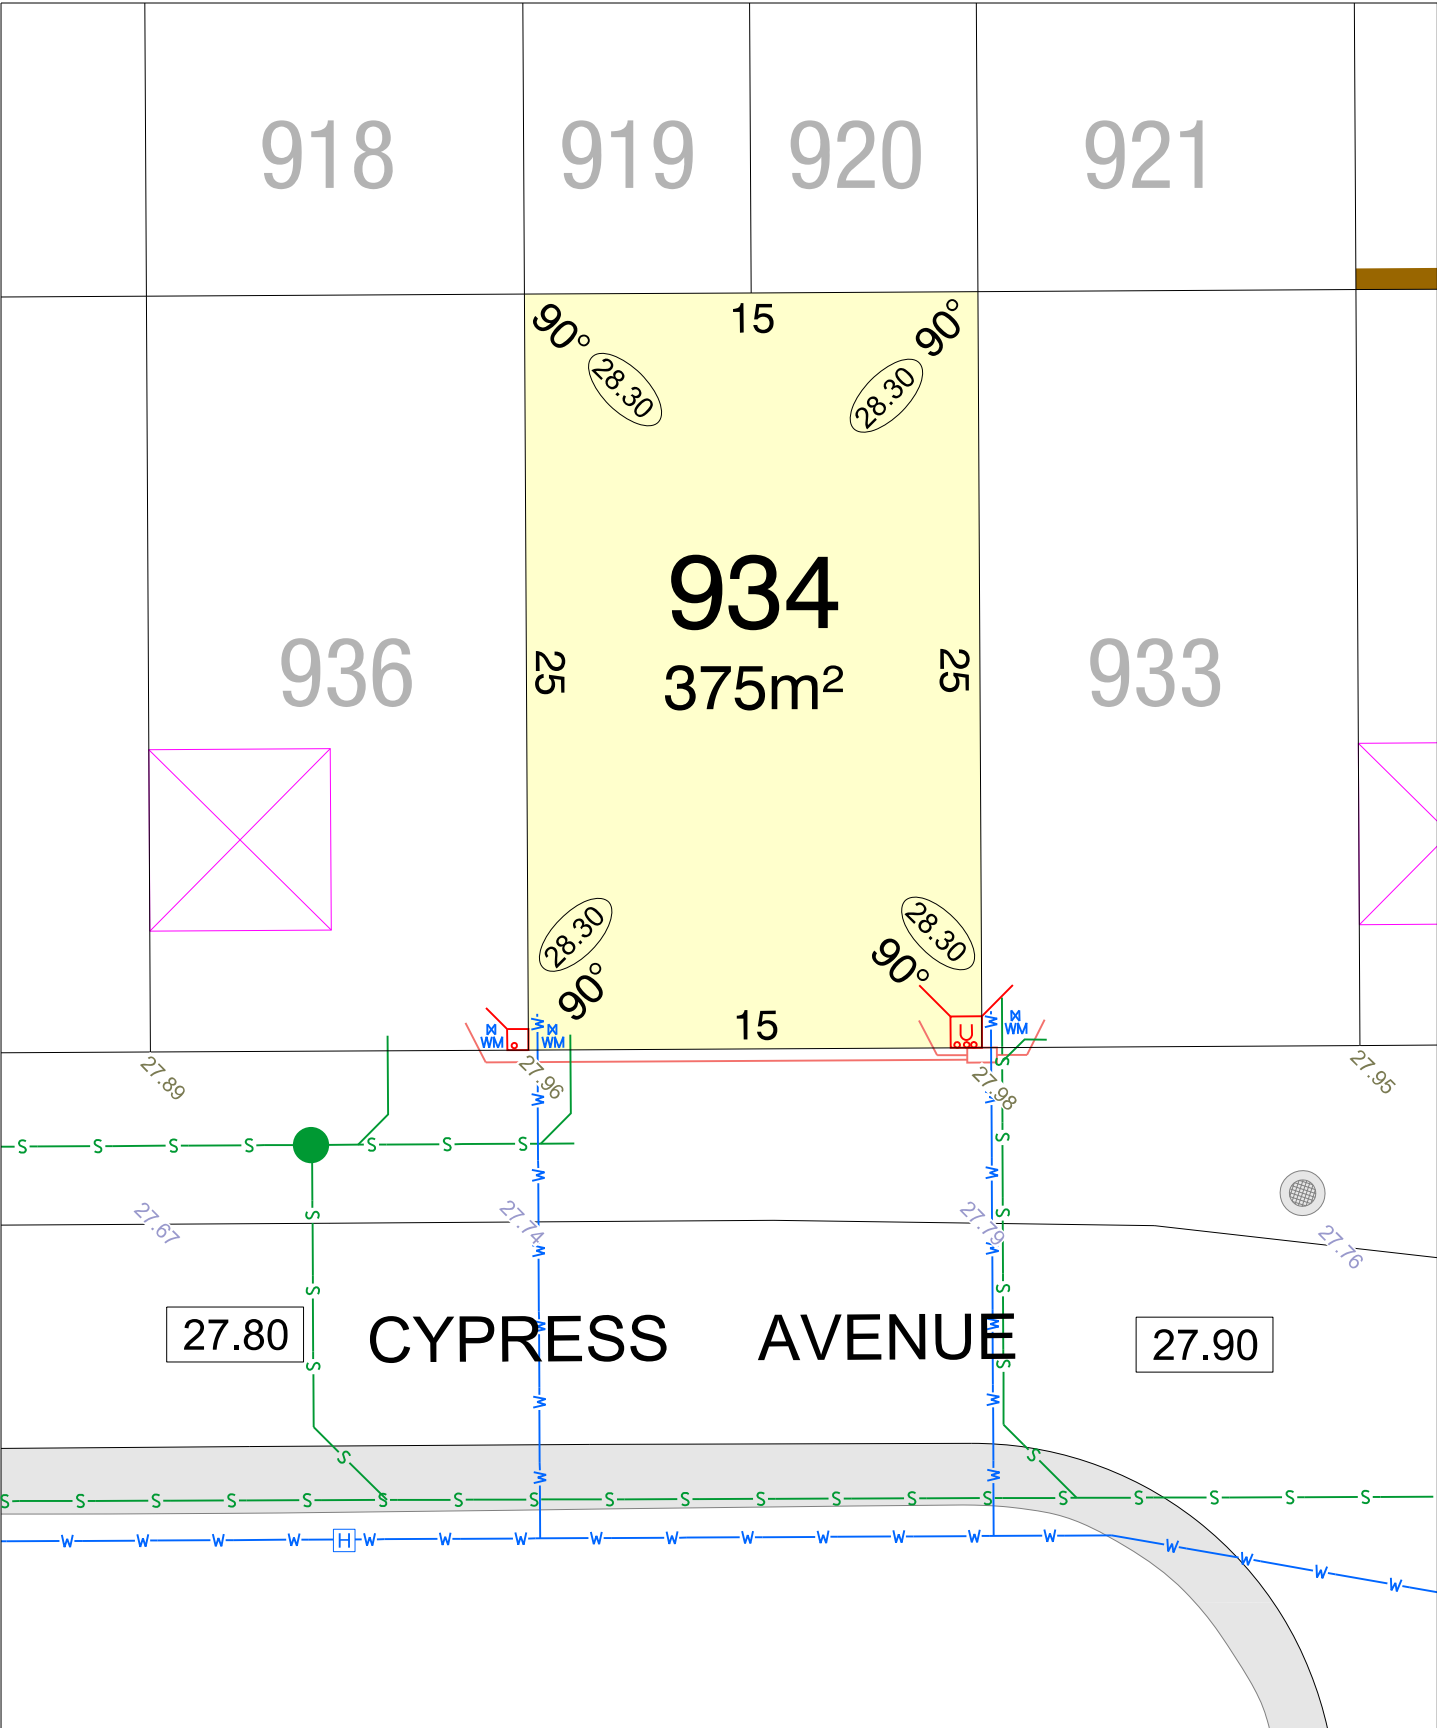 918 919 920 921
90° 15 90°
28.30 28.30
934
375m²
936 25 25 933
28.30 28.30
90° 90°
15
WM W WM U W WM
27.89 27.96 27.98 27.95
W W
S S
S S S S S S S
W W
27.67 27.74 27.79 27.76
S S
W W
S S
27.80 CYPRESS AVENUE 27.90
W W
S S
W W
S S
W W
S S S S S S S S S S S S S S S S S S S
W W W W H W W W W W W W W W W W W W W